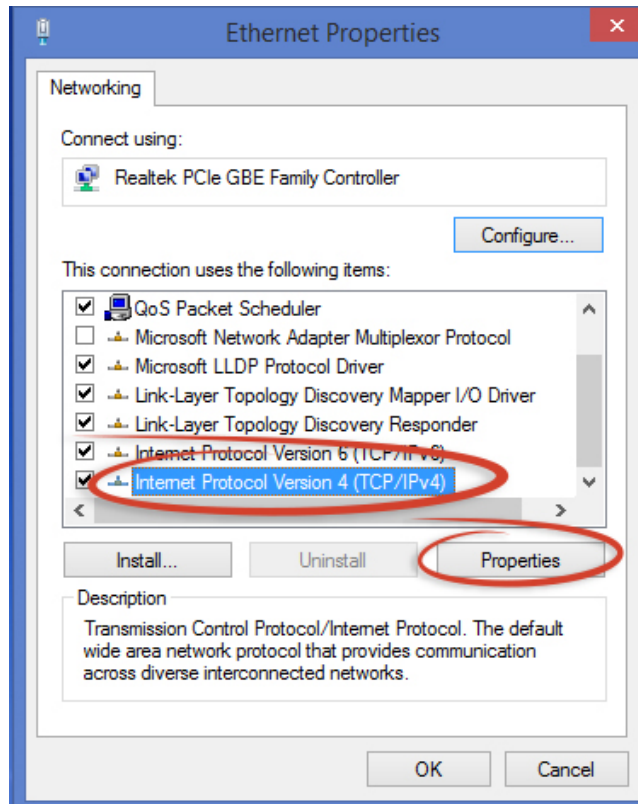 Ethernet Properties
Networking
Connect using:
Realtek PCIe GBE Family Controller
Configure...
This connection uses the following items:
QoS Packet Scheduler
Microsoft Network Adapter Multiplexor Protocol
Microsoft LLDP Protocol Driver
Link-Layer Topology Discovery Mapper I/O Driver
Link-Layer Topology Discovery Responder
Internet Protocol Version 6 (TCP/IPv6)
Internet Protocol Version 4 (TCP/IPv4)
Install...
Uninstall
Properties
Description
Transmission Control Protocol/Internet Protocol. The default
wide area network protocol that provides communication
across diverse interconnected networks.
OK
Cancel